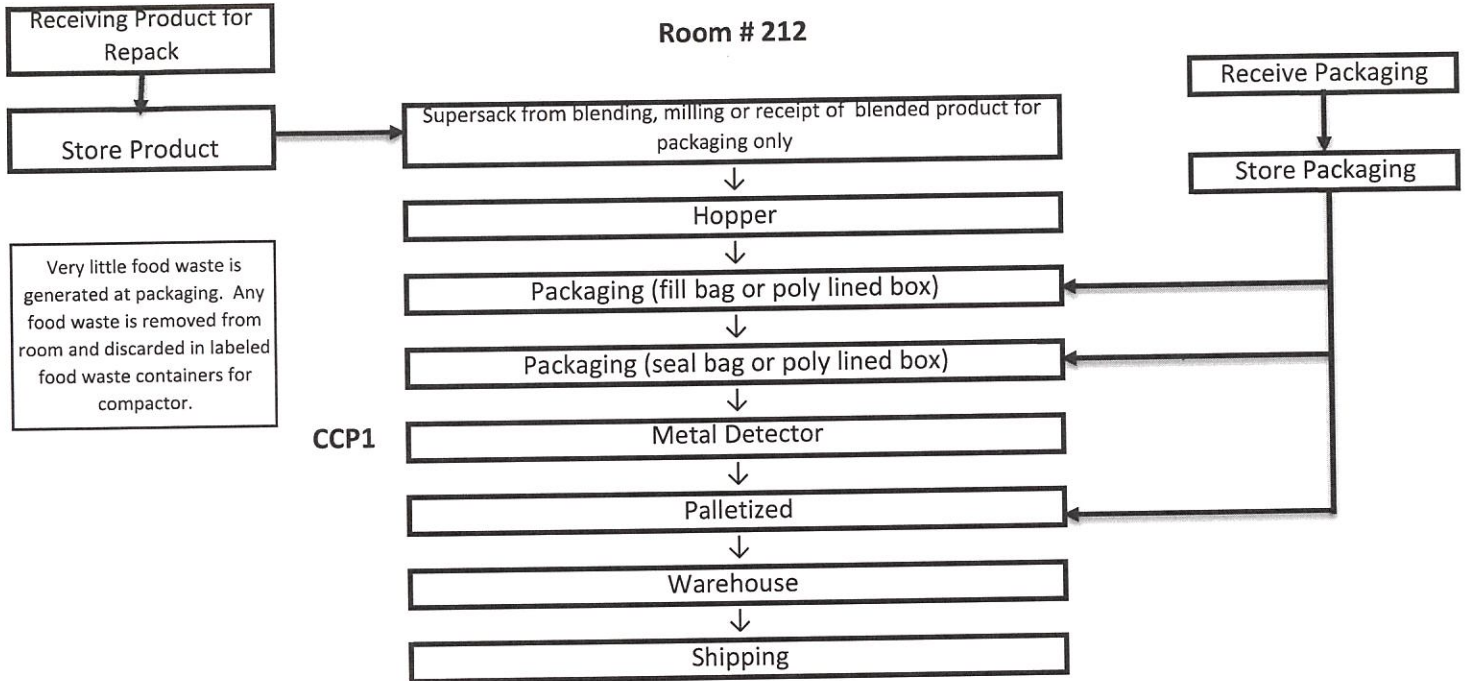 Receiving Product for
Repack
Store Product
Very little food waste is
generated at packaging.  Any
food waste is removed from
room and discarded in labeled
food waste containers for
compactor.
Room # 212
Supersack from blending, milling or receipt of  blended product for
packaging only
↓
Hopper
↓
Packaging (fill bag or poly lined box)
↓
Packaging (seal bag or poly lined box)
↓
CCP1
Metal Detector
↓
Palletized
↓
Warehouse
↓
Shipping
Receive Packaging
Store Packaging